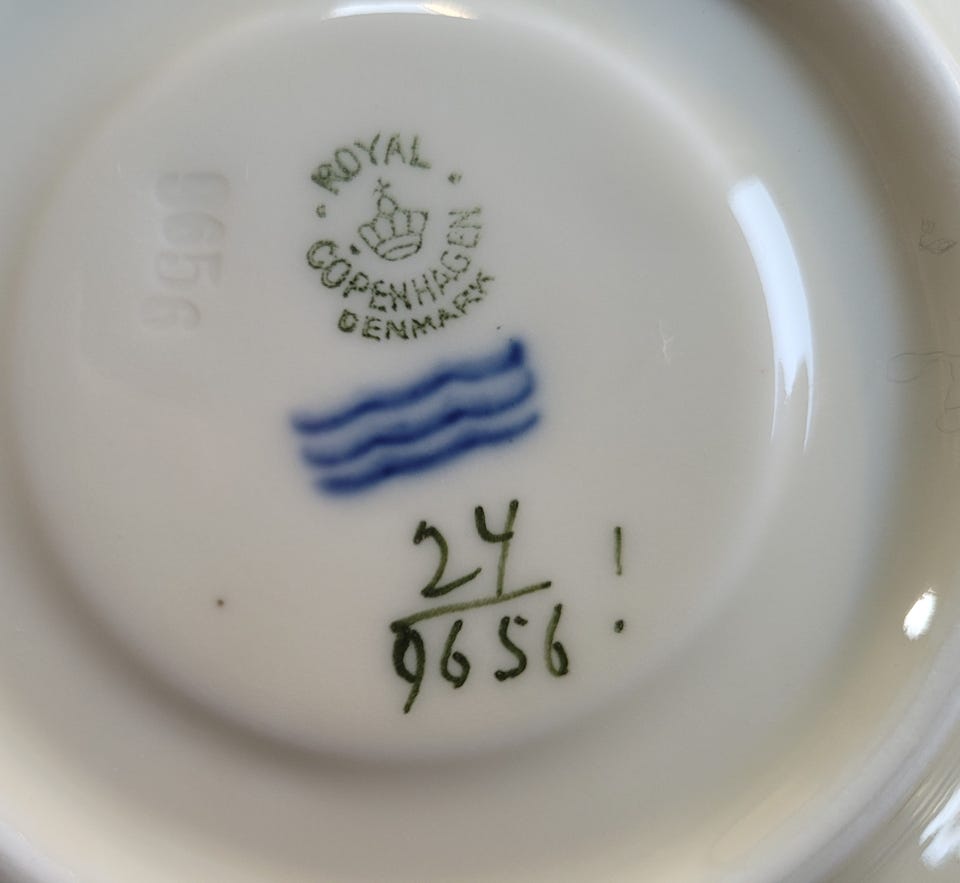 ROYAL
COPENHAGEN
DENMARK
9656
24
9656 !